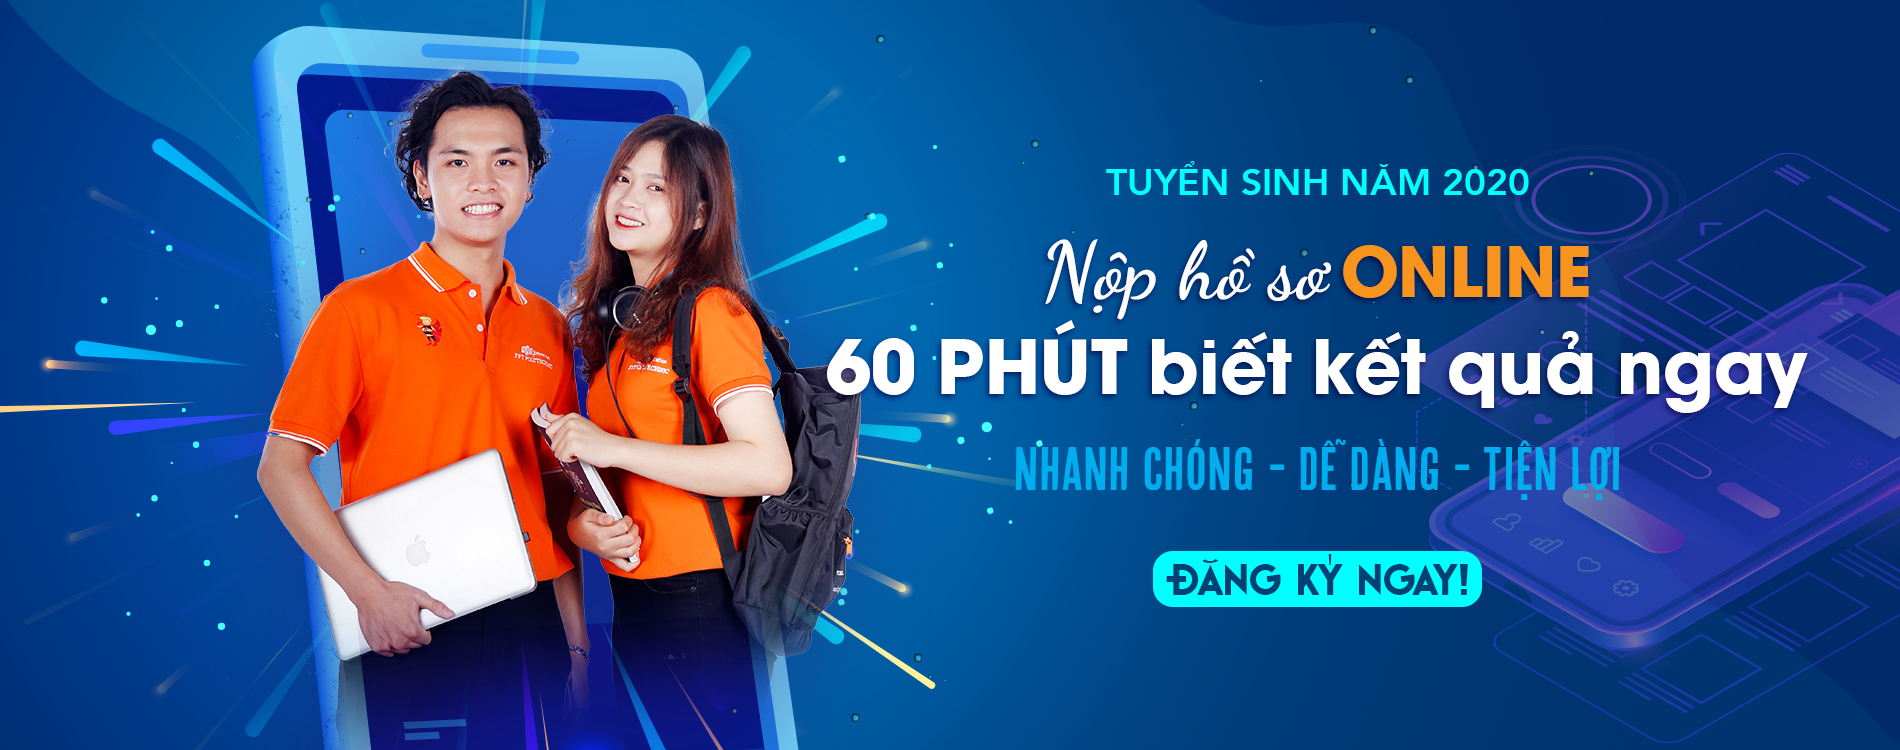 TUYỂN SINH NĂM 2020
Nộp hồ sơ ONLINE
60 PHÚT biết kết quả ngay
NHANH CHÓNG - DỄ DÀNG - TIỆN LỢI
ĐĂNG KÝ NGAY!